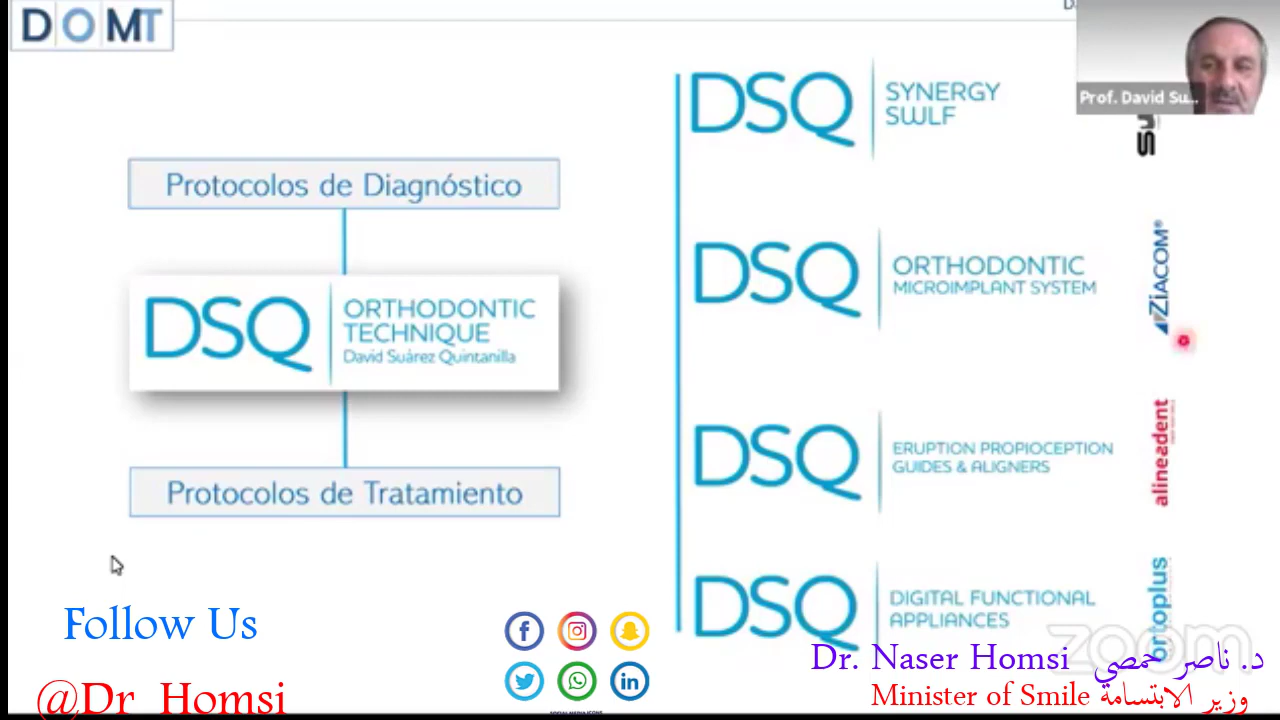 DOMT
Prof. David Su...
Protocolos de Diagnóstico
DSQ
ORTHODONTIC
TECHNIQUE
David Suárez Quintanilla
Protocolos de Tratamiento
DSQ
SYNERGY
SWLF
DSQ
ORTHODONTIC
MICROIMPLANT SYSTEM
ZIACOM®
DSQ
ERUPTION PROPIOCEPTION
GUIDES & ALIGNERS
alineadent
DSQ
DIGITAL FUNCTIONAL
APPLIANCES
ortoplus
zoom
Follow Us
@Dr_Homsi
Dr. Naser Homsi د. ناصر حمصي
Minister of Smile وزير الابتسامة